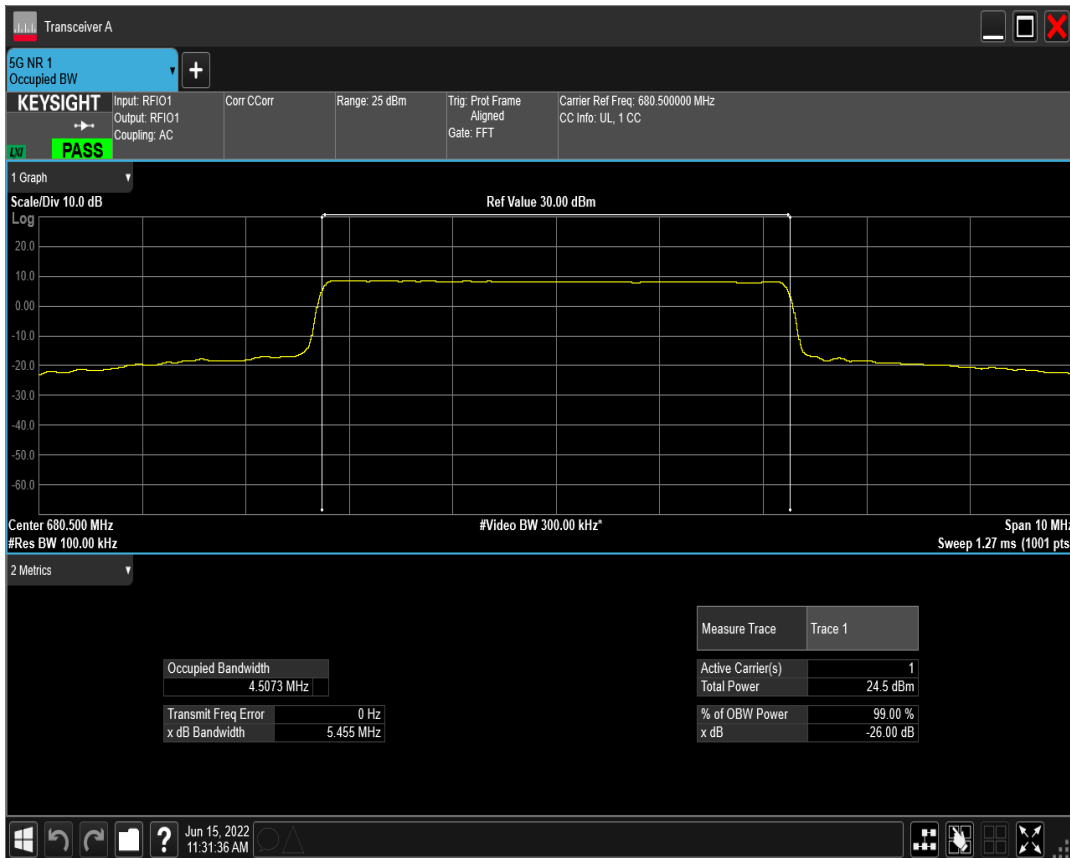 Transceiver A
5G NR 1
Occupied BW
+
KEYSIGHT
LXI
PASS
Input: RFIO1
Output: RFIO1
Coupling: AC
Corr CCorr
Range: 25 dBm
Trig: Prot Frame
Aligned
Gate: FFT
Carrier Ref Freq: 680.500000 MHz
CC Info: UL, 1 CC
1 Graph
Scale/Div 10.0 dB
Ref Value 30.00 dBm
Log
20.0
10.0
0.00
-10.0
-20.0
-30.0
-40.0
-50.0
-60.0
Center 680.500 MHz
#Video BW 300.00 kHz*
Span 10 MHz
#Res BW 100.00 kHz
Sweep 1.27 ms (1001 pts
2 Metrics
Measure Trace Trace 1
Occupied Bandwidth
4.5073 MHz
Active Carrier(s) 1
Total Power 24.5 dBm
Transmit Freq Error 0 Hz
x dB Bandwidth 5.455 MHz
% of OBW Power 99.00 %
x dB -26.00 dB
?
Jun 15, 2022
11:31:36 AM